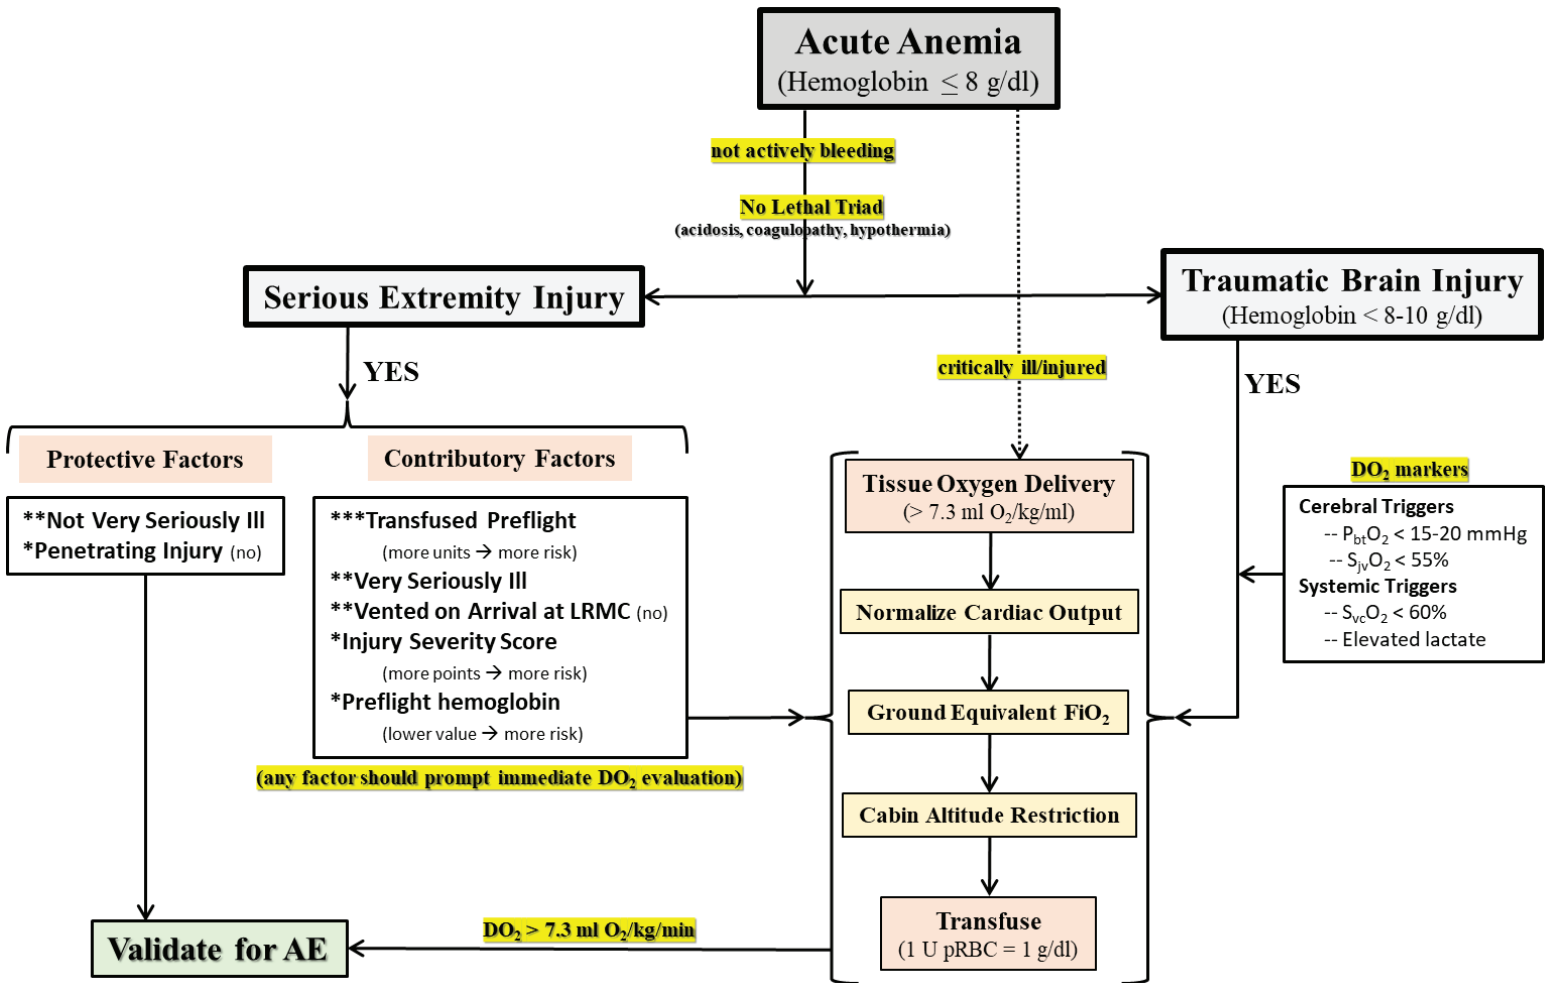 Acute Anemia
(Hemoglobin ≤ 8 g/dl)
not actively bleeding
No Lethal Triad
(acidosis, coagulopathy, hypothermia)
Serious Extremity Injury
Traumatic Brain Injury
(Hemoglobin < 8-10 g/dl)
YES
critically ill/injured
YES
Protective Factors
Contributory Factors
**Not Very Seriously Ill
*Penetrating Injury (no)
***Transfused Preflight
(more units → more risk)
**Very Seriously Ill
**Vented on Arrival at LRMC (no)
*Injury Severity Score
(more points → more risk)
*Preflight hemoglobin
(lower value → more risk)
(any factor should prompt immediate DO₂ evaluation)
Tissue Oxygen Delivery
(> 7.3 ml O₂/kg/ml)
Normalize Cardiac Output
Ground Equivalent FiO₂
Cabin Altitude Restriction
Transfuse
(1 U pRBC = 1 g/dl)
DO₂ markers
Cerebral Triggers
-- PbtO₂ < 15-20 mmHg
-- SjvO₂ < 55%
Systemic Triggers
-- SvcO₂ < 60%
-- Elevated lactate
DO₂ > 7.3 ml O₂/kg/min
Validate for AE